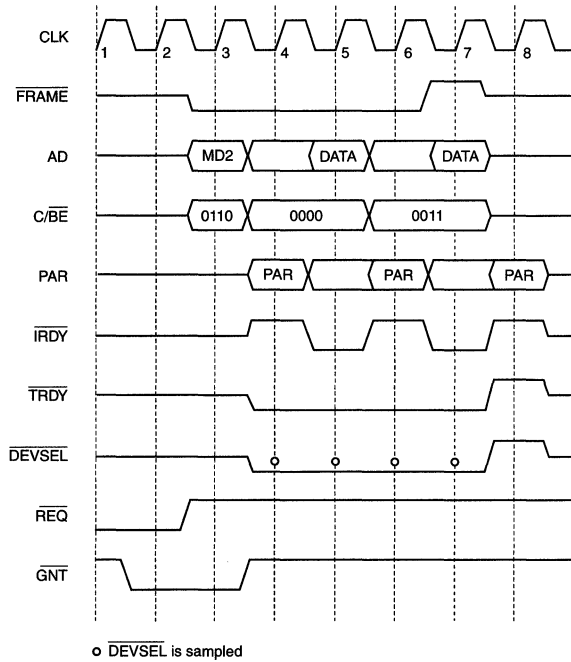 CLK
1 2 3 4 5 6 7 8
FRAME
AD MD2 DATA DATA
C/BE 0110 0000 0011
PAR PAR PAR PAR
IRDY
TRDY
DEVSEL
REQ
GNT
DEVSEL is sampled